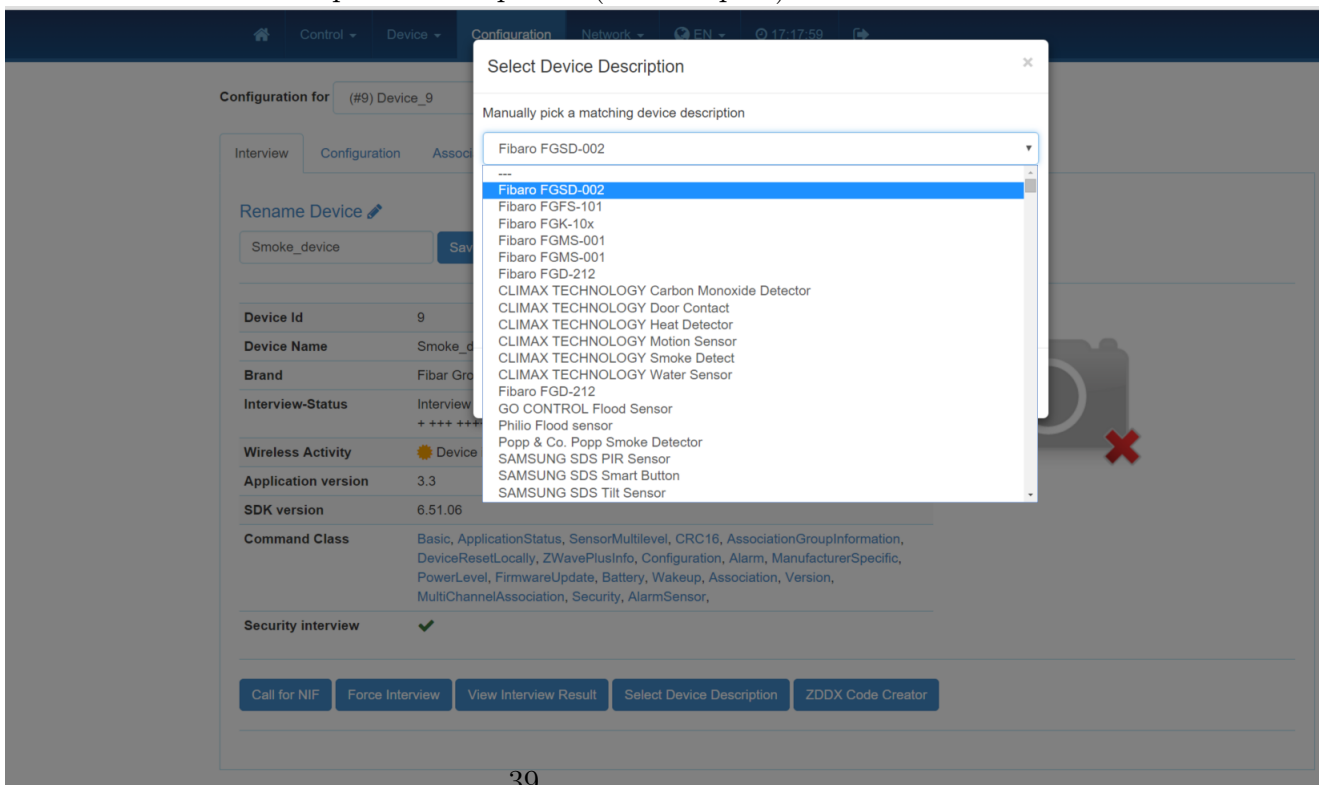 Control Device Configuration Network EN 17:17:59
Select Device Description ×
Configuration for (#9) Device_9
Manually pick a matching device description
Fibaro FGSD-002
Interview Configuration Associ
---
Fibaro FGSD-002
Fibaro FGFS-101
Fibaro FGK-10x
Fibaro FGMS-001
Fibaro FGMS-001
Fibaro FGD-212
CLIMAX TECHNOLOGY Carbon Monoxide Detector
CLIMAX TECHNOLOGY Door Contact
CLIMAX TECHNOLOGY Heat Detector
CLIMAX TECHNOLOGY Motion Sensor
CLIMAX TECHNOLOGY Smoke Detect
CLIMAX TECHNOLOGY Water Sensor
Fibaro FGD-212
GO CONTROL Flood Sensor
Philio Flood sensor
Popp & Co. Popp Smoke Detector
SAMSUNG SDS PIR Sensor
SAMSUNG SDS Smart Button
SAMSUNG SDS Tilt Sensor
Rename Device
Smoke_device Sav
Device Id 9
Device Name Smoke_d
Brand Fibar Gro
Interview-Status Interview
+ +++ +++
Wireless Activity Device
Application version 3.3
SDK version 6.51.06
Command Class Basic, ApplicationStatus, SensorMultilevel, CRC16, AssociationGroupInformation,
DeviceResetLocally, ZWavePlusInfo, Configuration, Alarm, ManufacturerSpecific,
PowerLevel, FirmwareUpdate, Battery, Wakeup, Association, Version,
MultiChannelAssociation, Security, AlarmSensor,
Security interview
Call for NIF Force Interview View Interview Result Select Device Description ZDDX Code Creator
39